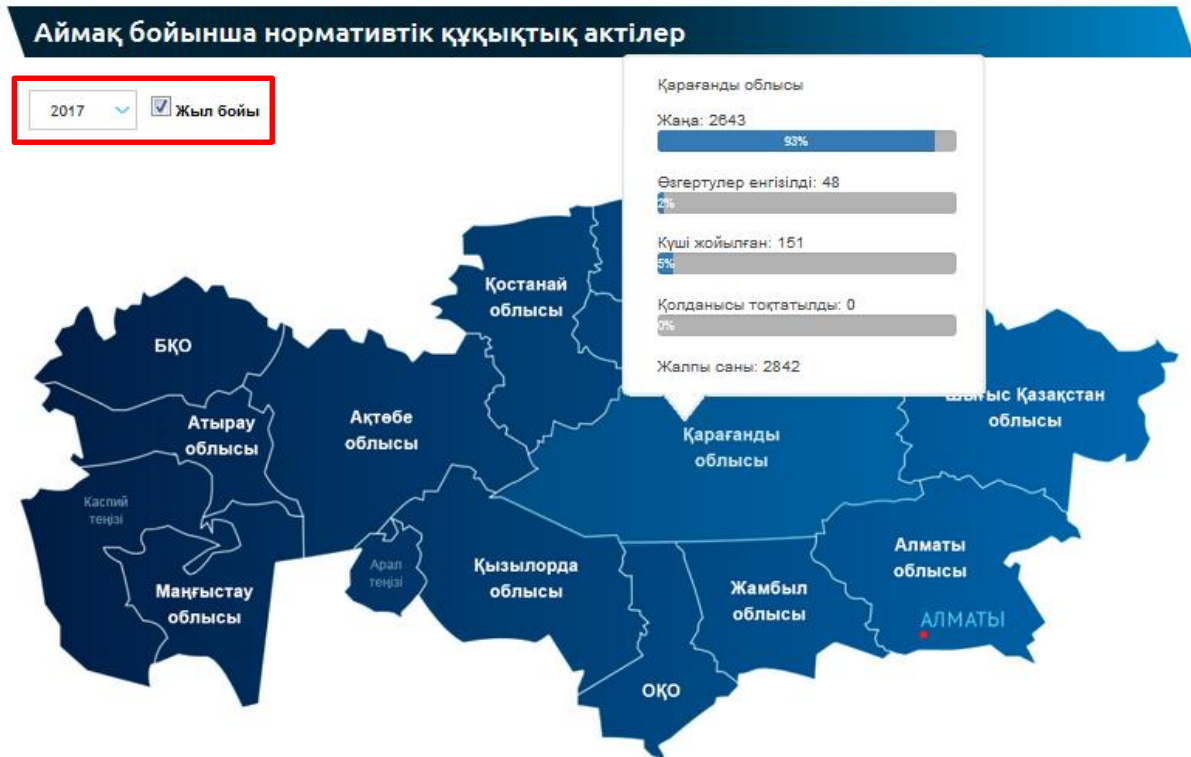 Аймақ бойынша нормативтік құқықтық актілер
2017
Жыл бойы
Қарағанды облысы
Жаңа: 2643
93%
Өзгертулер енгізілді: 48
2%
Күші жойылған: 151
5%
Қолданысы тоқтатылды: 0
0%
Жалпы саны: 2842
Қостанай
облысы
БҚО
Атырау
облысы
Ақтөбе
облысы
Қарағанды
облысы
Шығыс Қазақстан
облысы
Каспий
теңізі
Маңғыстау
облысы
Арал
теңізі
Қызылорда
облысы
Жамбыл
облысы
Алматы
облысы
АЛМАТЫ
ОҚО